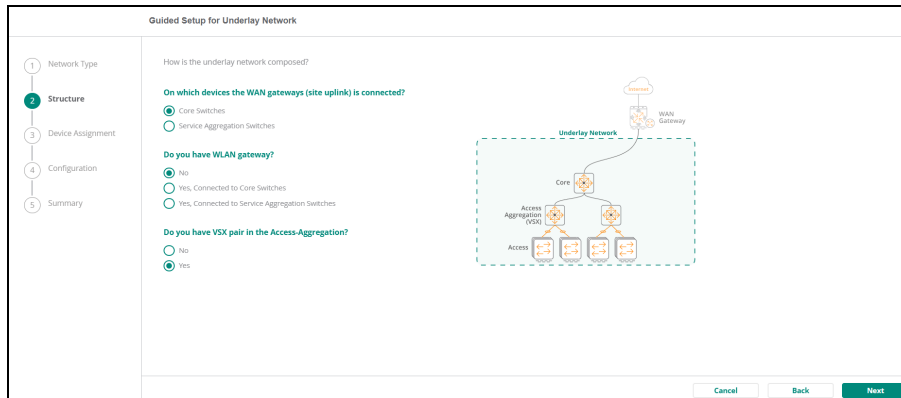 Guided Setup for Underlay Network
1 Network Type
2 Structure
3 Device Assignment
4 Configuration
5 Summary
How is the underlay network composed?
On which devices the WAN gateways (site uplink) is connected?
Core Switches
Service Aggregation Switches
Do you have WLAN gateway?
No
Yes, Connected to Core Switches
Yes, Connected to Service Aggregation Switches
Do you have VSX pair in the Access-Aggregation?
No
Yes
Internet
WAN
Gateway
Underlay Network
Core
Access
Aggregation
(VSX)
Access
Cancel
Back
Next